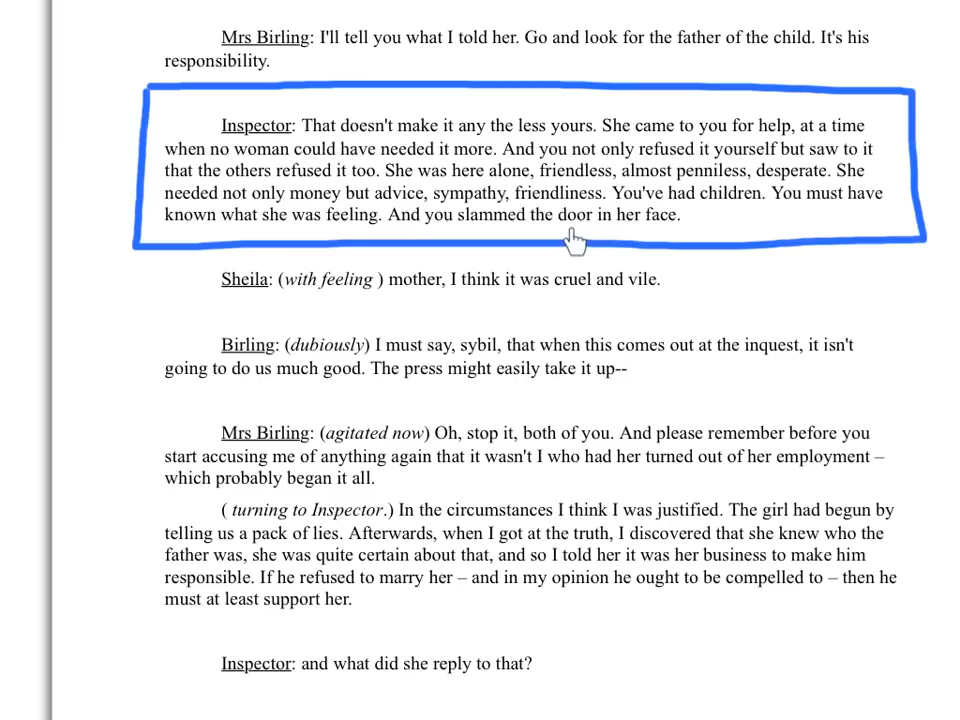 Mrs Birling: I'll tell you what I told her. Go and look for the father of the child. It's his
responsibility.
Inspector: That doesn't make it any the less yours. She came to you for help, at a time
when no woman could have needed it more. And you not only refused it yourself but saw to it
that the others refused it too. She was here alone, friendless, almost penniless, desperate. She
needed not only money but advice, sympathy, friendliness. You've had children. You must have
known what she was feeling. And you slammed the door in her face.
Sheila: (with feeling ) mother, I think it was cruel and vile.
Birling: (dubiously) I must say, sybil, that when this comes out at the inquest, it isn't
going to do us much good. The press might easily take it up--
Mrs Birling: (agitated now) Oh, stop it, both of you. And please remember before you
start accusing me of anything again that it wasn't I who had her turned out of her employment –
which probably began it all.
( turning to Inspector.) In the circumstances I think I was justified. The girl had begun by
telling us a pack of lies. Afterwards, when I got at the truth, I discovered that she knew who the
father was, she was quite certain about that, and so I told her it was her business to make him
responsible. If he refused to marry her – and in my opinion he ought to be compelled to – then he
must at least support her.
Inspector: and what did she reply to that?